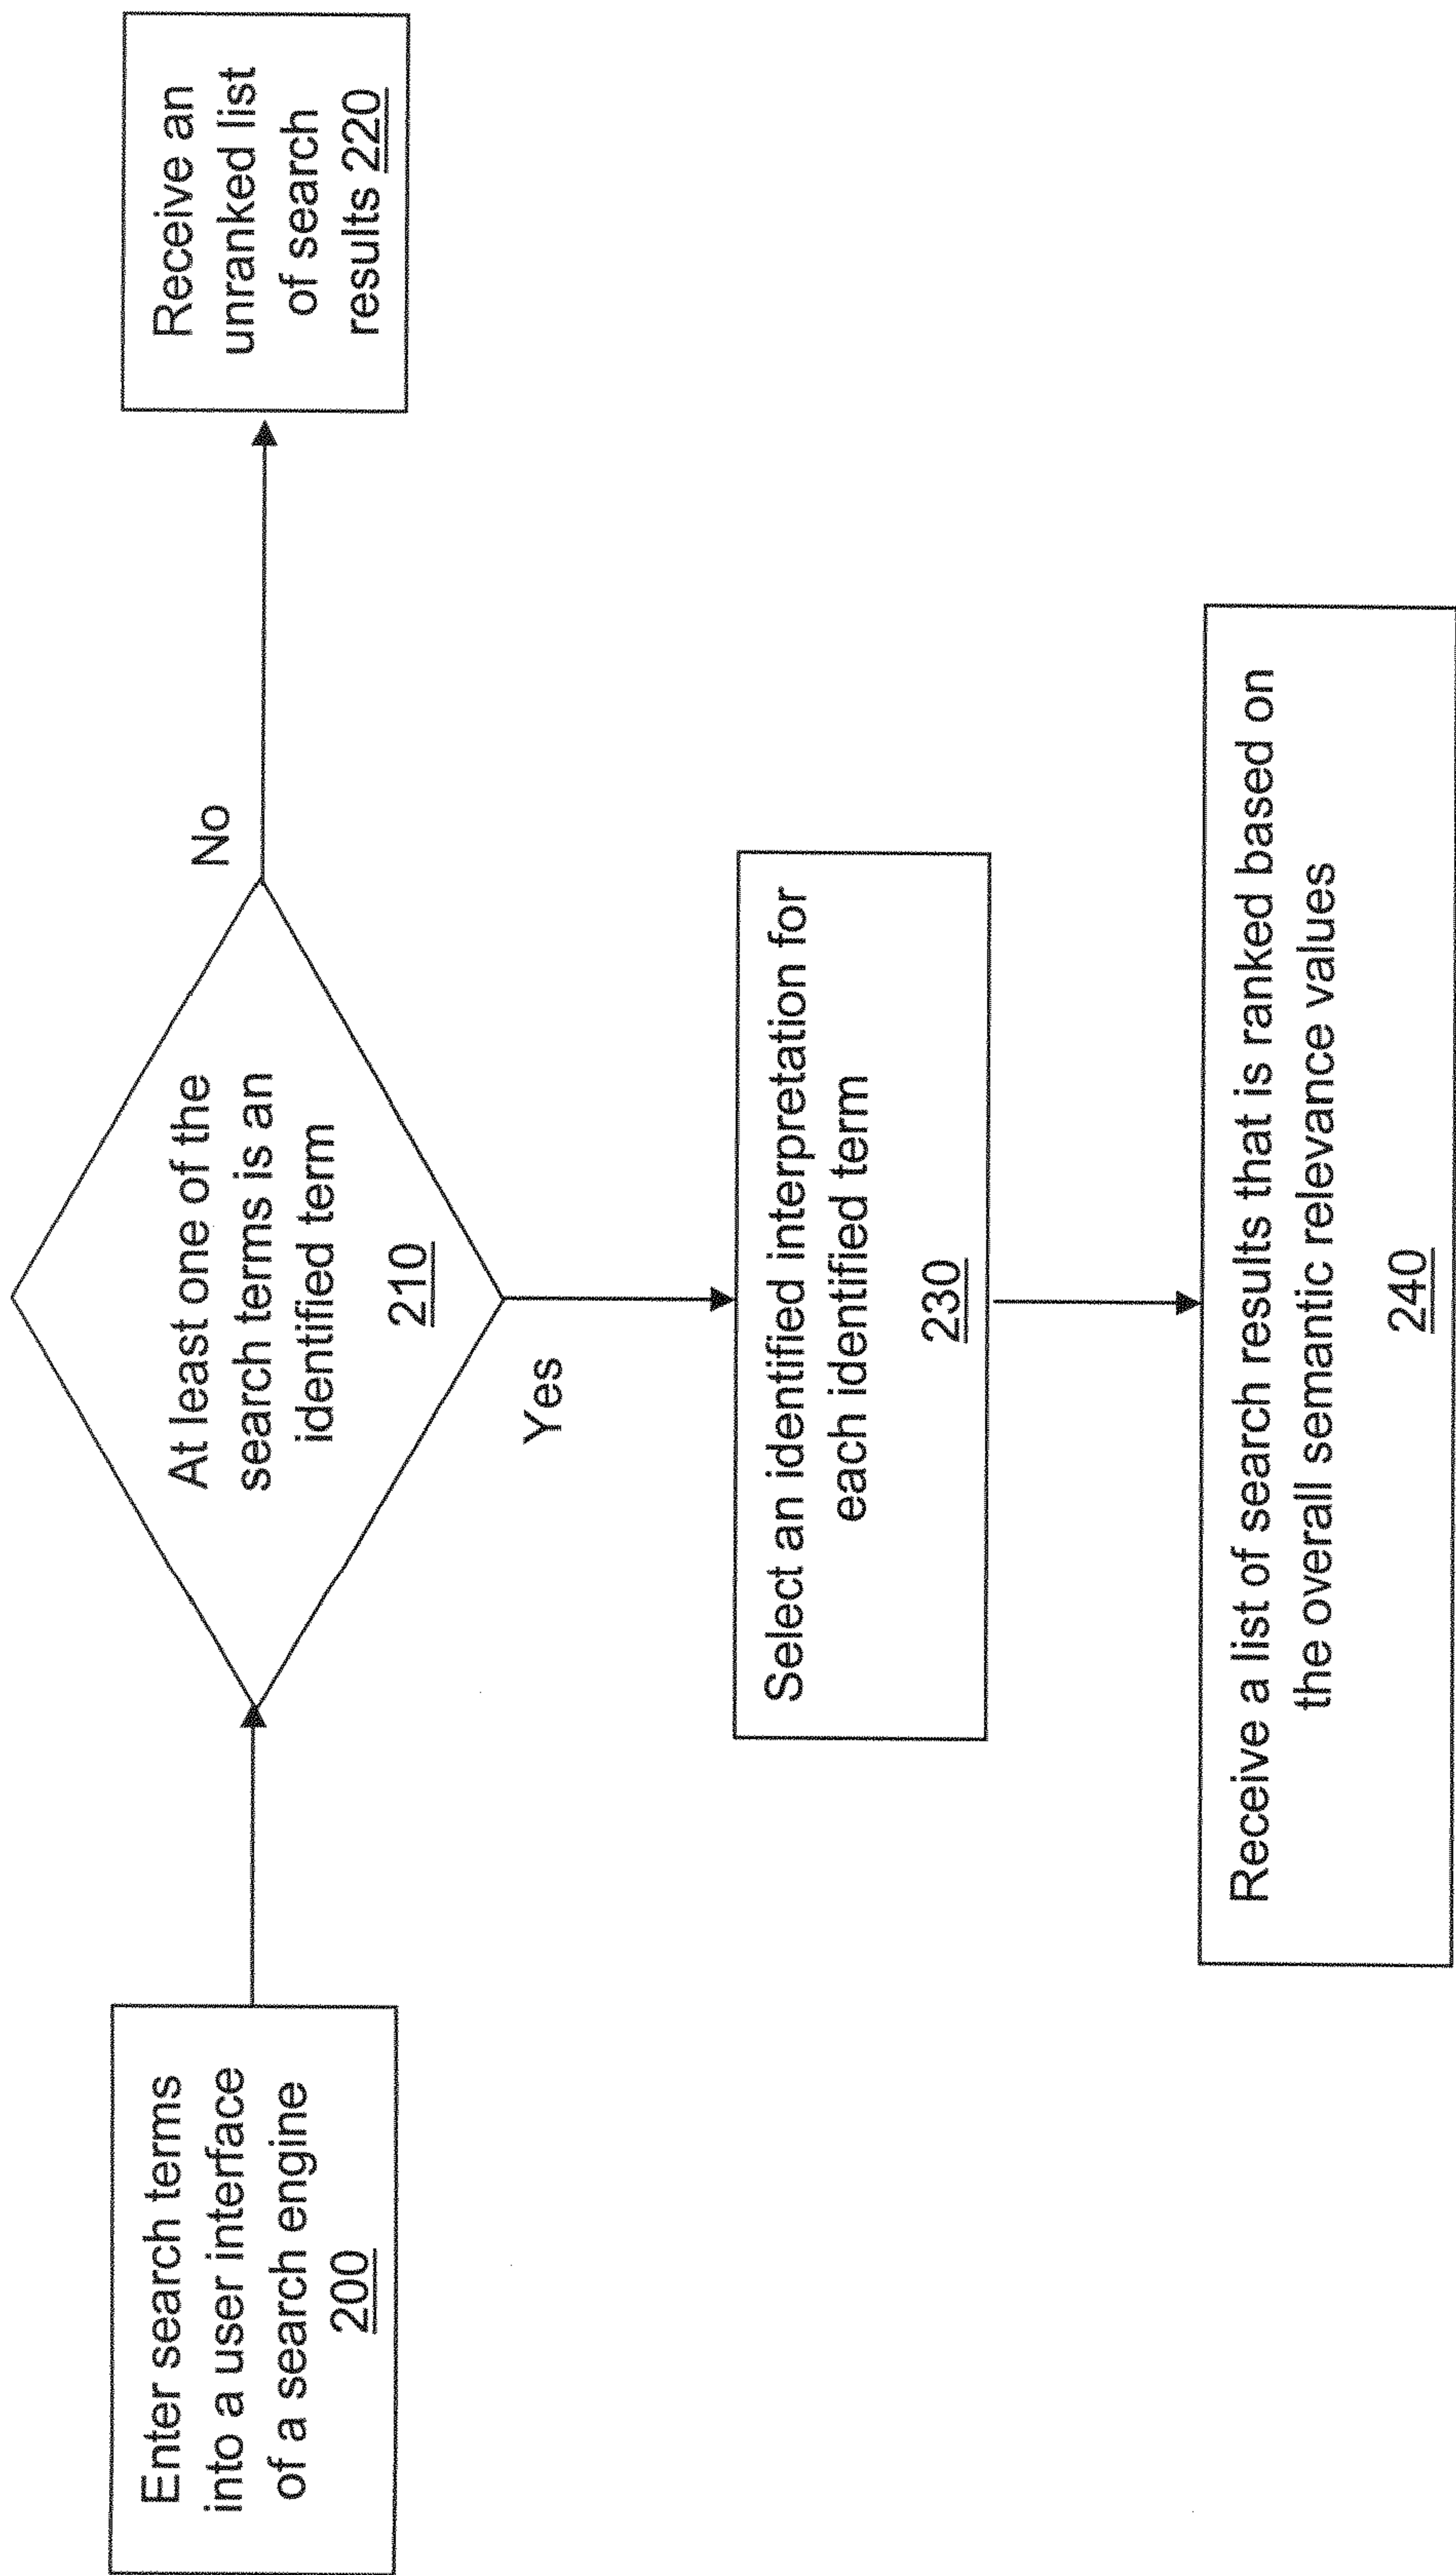 Enter search terms
into a user interface
of a search engine
200
At least one of the
search terms is an
identified term
210
No
Receive an
unranked list
of search
results 220
Yes
Select an identified interpretation for
each identified term
230
Receive a list of search results that is ranked based on
the overall semantic relevance values
240